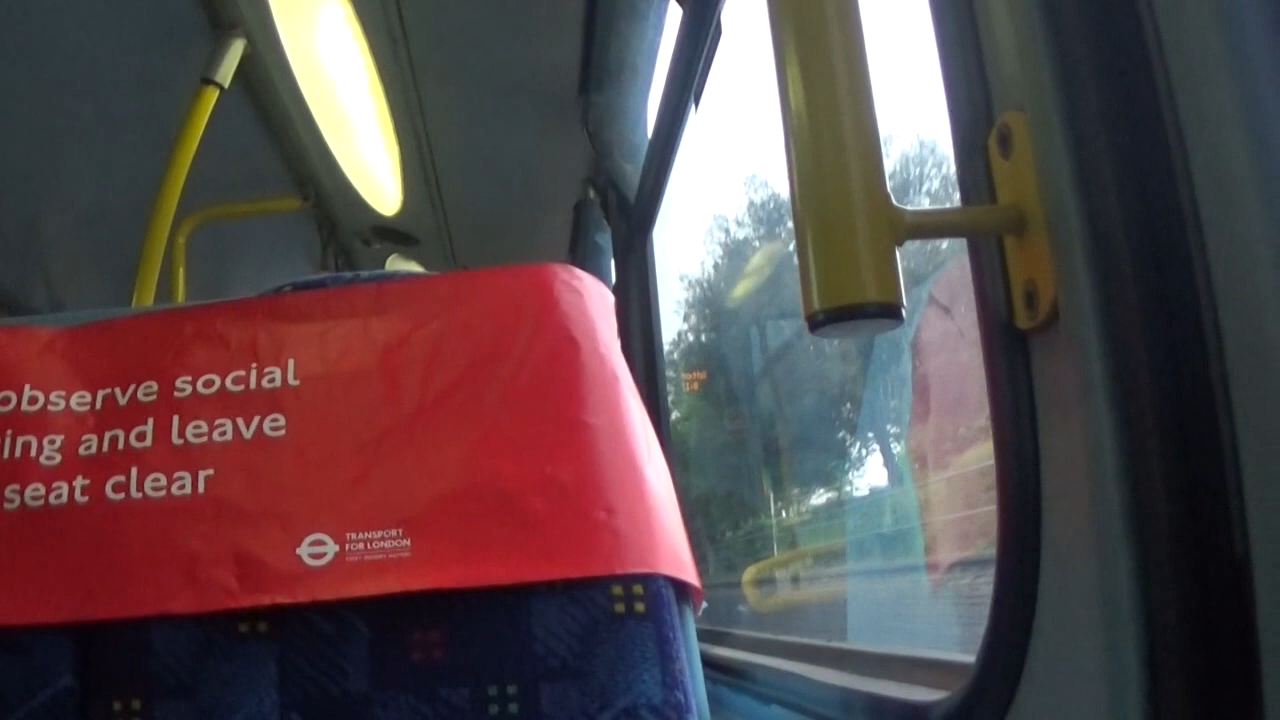 observe social
ing and leave
seat clear
TRANSPORT
FOR LONDON